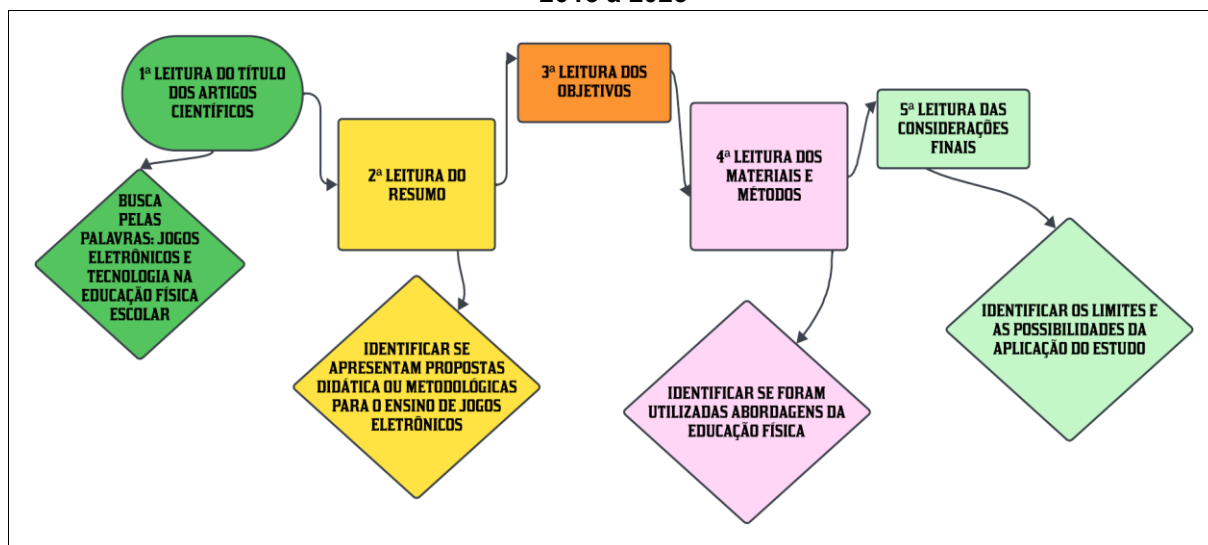 1ª LEITURA DO TÍTULO
DOS ARTIGOS
CIENTÍFICOS
BUSCA
PELAS
PALAVRAS: JOGOS
ELETRÔNICOS E
TECNOLOGIA NA
EDUCAÇÃO FÍSICA
ESCOLAR
2ª LEITURA DO
RESUMO
IDENTIFICAR SE
APRESENTAM PROPOSTAS
DIDÁTICA OU METODOLÓGICAS
PARA O ENSINO DE JOGOS
ELETRÔNICOS
3ª LEITURA DOS
OBJETIVOS
4ª LEITURA DOS
MATERIAIS E
MÉTODOS
IDENTIFICAR SE FORAM
UTILIZADAS ABORDAGENS DA
EDUCAÇÃO FÍSICA
5ª LEITURA DAS
CONSIDERAÇÕES
FINAIS
IDENTIFICAR OS LIMITES E
AS POSSIBILIDADES DA
APLICAÇÃO DO ESTUDO